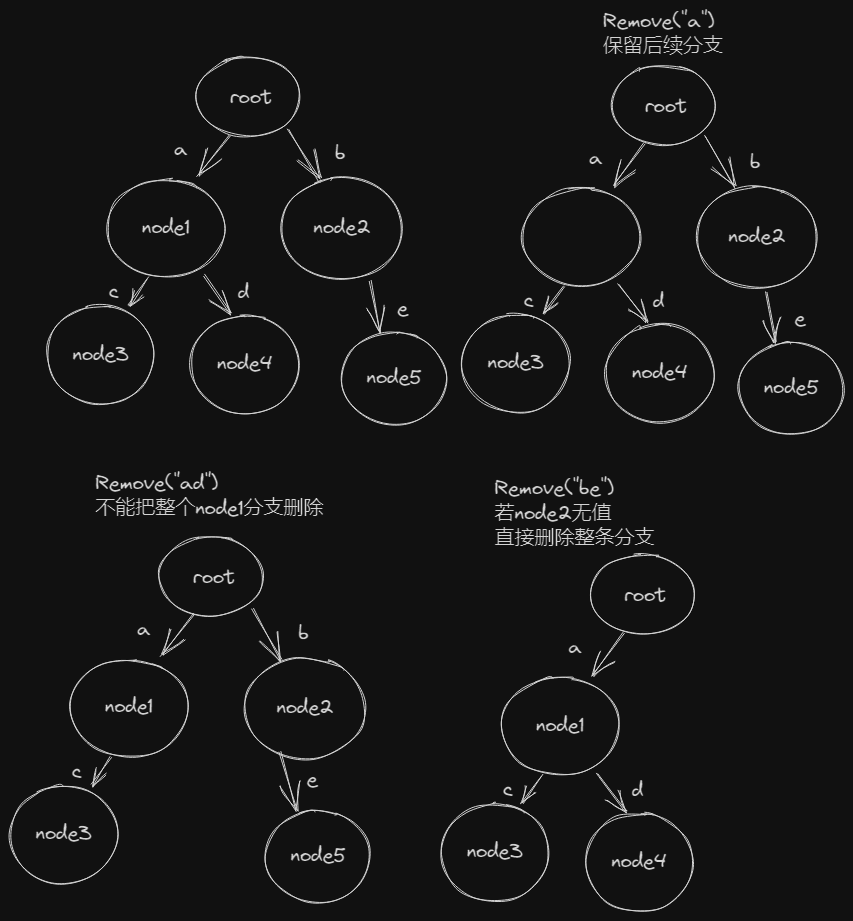 root
a
b
node1
node2
c
d
e
node3
node4
node5
Remove("a")
保留后续分支
root
a
b
node2
c
d
e
node3
node4
node5
Remove("ad")
不能把整个node1分支删除
root
a
b
node1
node2
c
e
node3
node5
Remove("be")
若node2无值
直接删除整条分支
root
a
node1
c
d
node3
node4